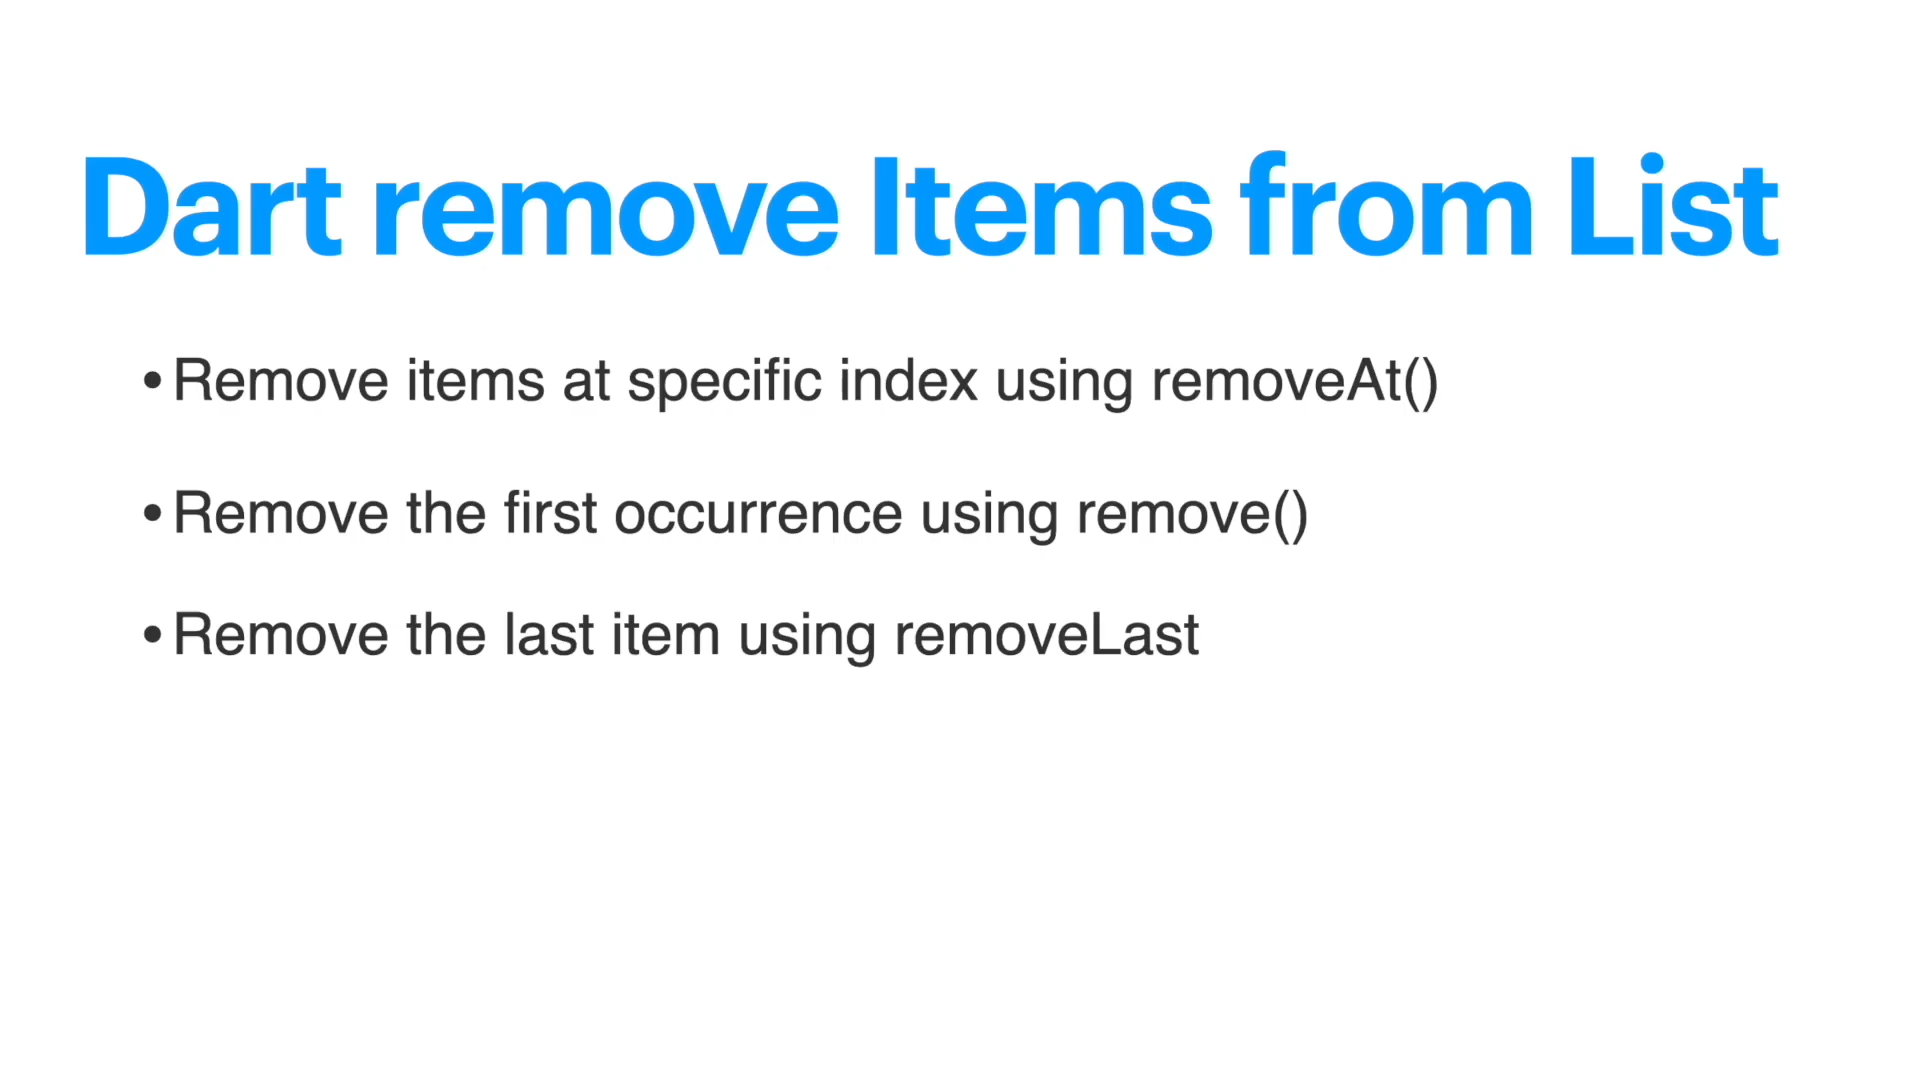 Dart remove Items from List
• Remove items at specific index using removeAt()
• Remove the first occurrence using remove()
• Remove the last item using removeLast